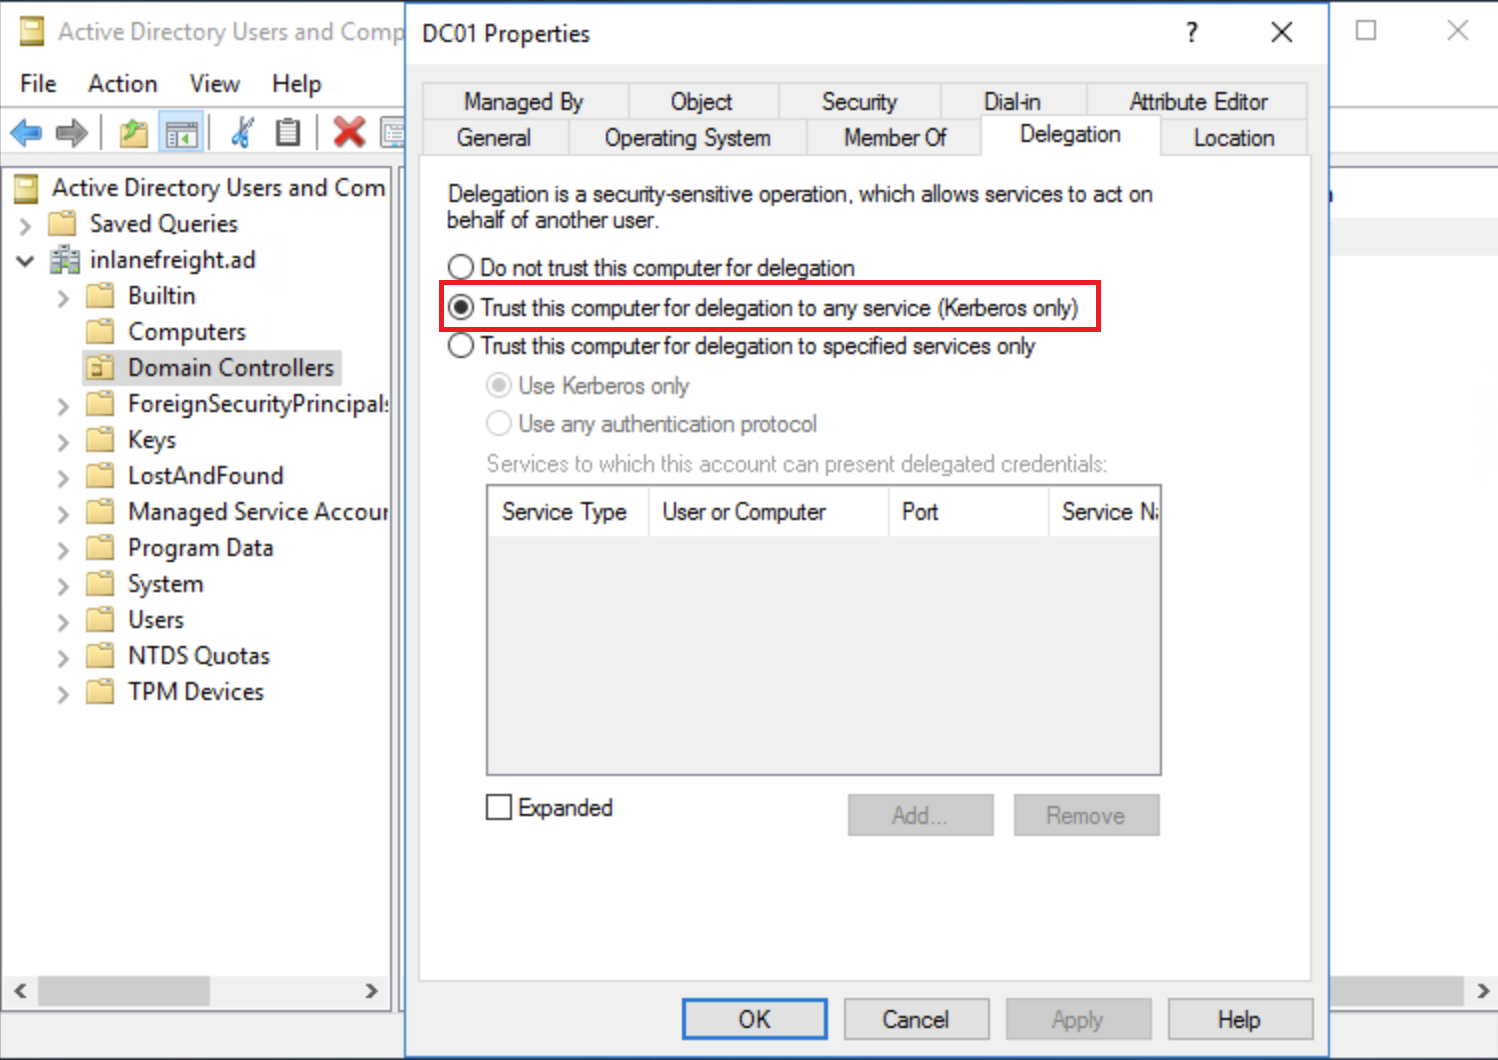 Active Directory Users and Comp
File Action View Help
Active Directory Users and Com
Saved Queries
inlanefreight.ad
Builtin
Computers
Domain Controllers
ForeignSecurityPrincipals
Keys
LostAndFound
Managed Service Accour
Program Data
System
Users
NTDS Quotas
TPM Devices
DC01 Properties
?
Managed By Object Security Dial-in Attribute Editor
General Operating System Member Of Delegation Location
Delegation is a security-sensitive operation, which allows services to act on
behalf of another user.
Do not trust this computer for delegation
Trust this computer for delegation to any service (Kerberos only)
Trust this computer for delegation to specified services only
Use Kerberos only
Use any authentication protocol
Services to which this account can present delegated credentials:
Service Type User or Computer Port Service Na
Expanded Add... Remove
OK Cancel Apply Help